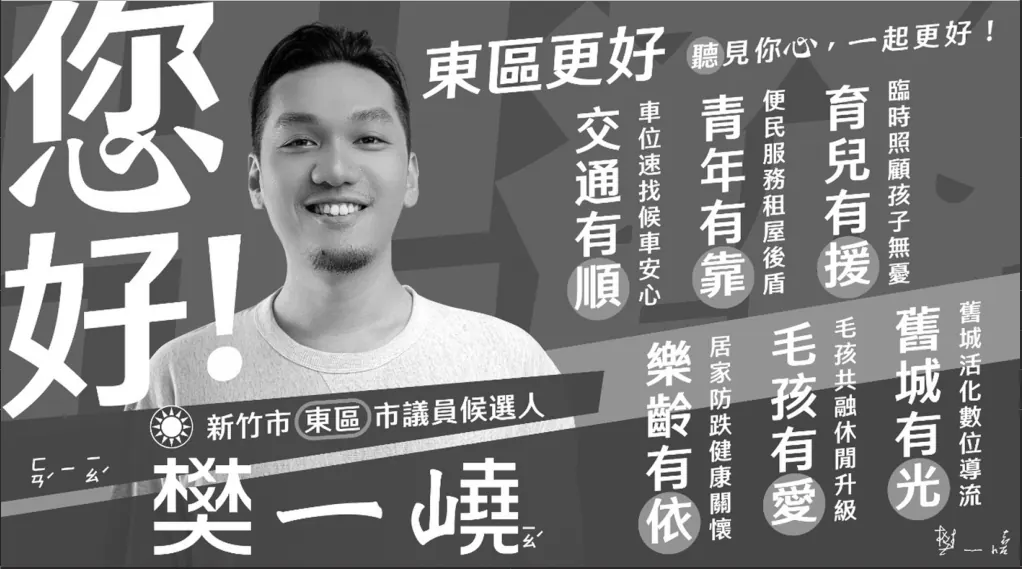 您好！
東區更好
聽見你心，一起更好！
育兒有援
臨時照顧孩子無憂
青年有靠
便民服務租屋後盾
交通有順
車位速找候車安心
舊城有光
舊城活化數位導流
毛孩有愛
毛孩共融休閒升級
樂齡有依
居家防跌健康關懷
新竹市東區市議員候選人
ㄈㄢˊ ㄧ ㄧㄠˊ
樊一嶢
ㄧㄠˊ